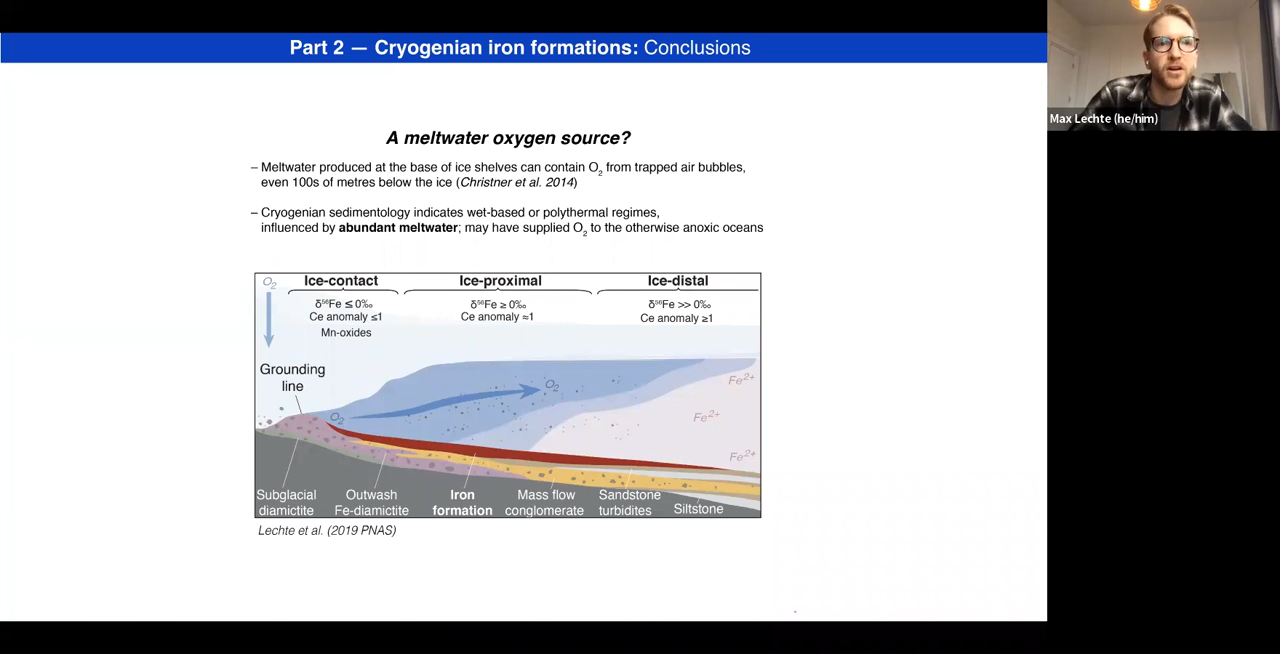 Part 2 — Cryogenian iron formations: Conclusions
Max Lechte (he/him)
A meltwater oxygen source?
– Meltwater produced at the base of ice shelves can contain O₂ from trapped air bubbles,
even 100s of metres below the ice (Christner et al. 2014)
– Cryogenian sedimentology indicates wet-based or polythermal regimes,
influenced by abundant meltwater; may have supplied O₂ to the otherwise anoxic oceans
O₂
Ice-contact
Ice-proximal
Ice-distal
δ⁵⁶Fe ≤ 0‰
δ⁵⁶Fe ≥ 0‰
δ⁵⁶Fe >> 0‰
Ce anomaly ≤1
Ce anomaly ≈1
Ce anomaly ≥1
Mn-oxides
Grounding
line
O₂
O₂
Fe²⁺
Fe²⁺
Fe²⁺
Subglacial
diamictite
Outwash
Fe-diamictite
Iron
formation
Mass flow
conglomerate
Sandstone
turbidites
Siltstone
Lechte et al. (2019 PNAS)